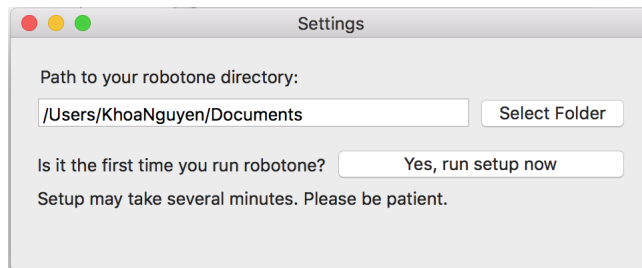 Settings
Path to your robotone directory:
/Users/KhoaNguyen/Documents
Select Folder
Is it the first time you run robotone?
Yes, run setup now
Setup may take several minutes. Please be patient.